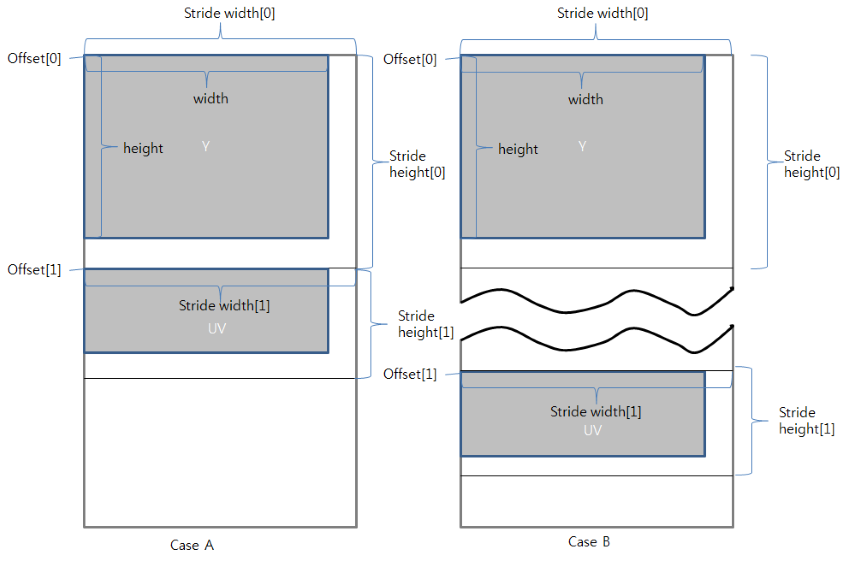 Stride width[0]
Offset[0]
width
height
Y
Stride
height[0]
Offset[1]
Stride width[1]
UV
Stride
height[1]
Case A
Stride width[0]
Offset[0]
width
height
Y
Stride
height[0]
Offset[1]
Stride width[1]
UV
Stride
height[1]
Case B